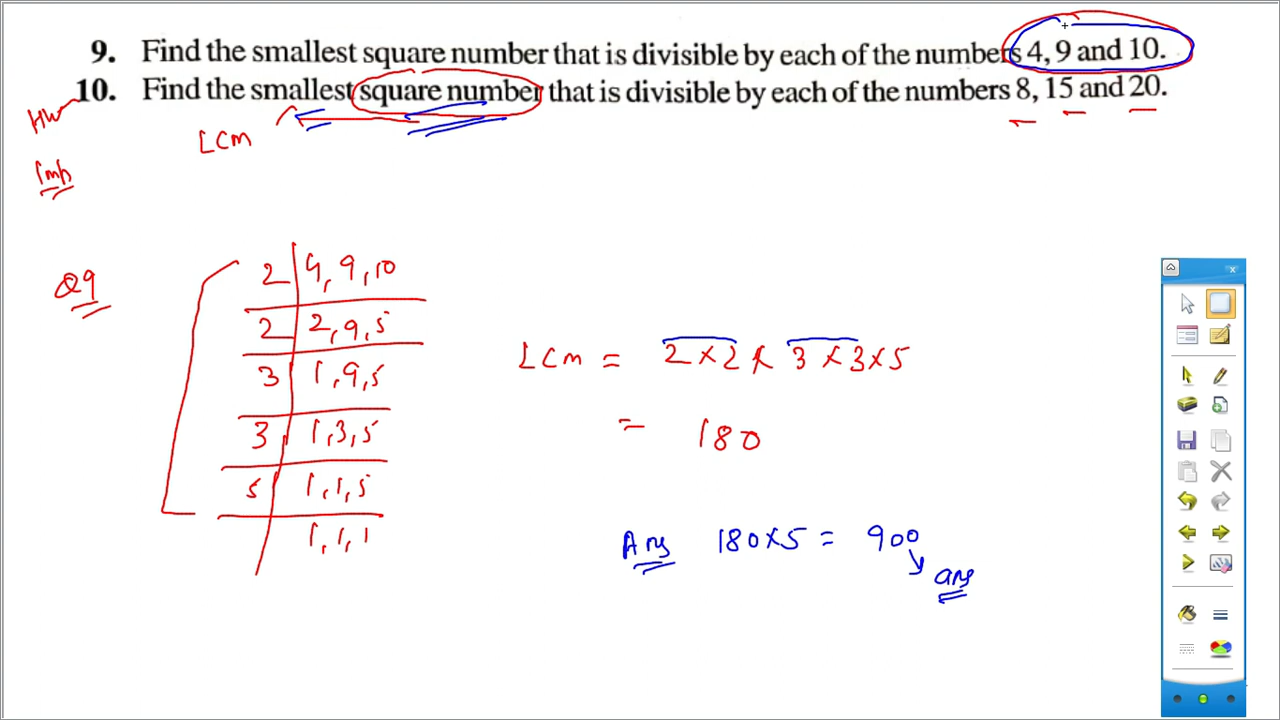 9. Find the smallest square number that is divisible by each of the numbers 4, 9 and 10.
10. Find the smallest square number that is divisible by each of the numbers 8, 15 and 20.
HW
LCM
Imp
Q9
2 | 4, 9, 10
2 | 2, 9, 5
3 | 1, 9, 5
3 | 1, 3, 5
5 | 1, 1, 5
1, 1, 1
LCM = 2 × 2 × 3 × 3 × 5
= 180
Ans 180 × 5 = 900
ans